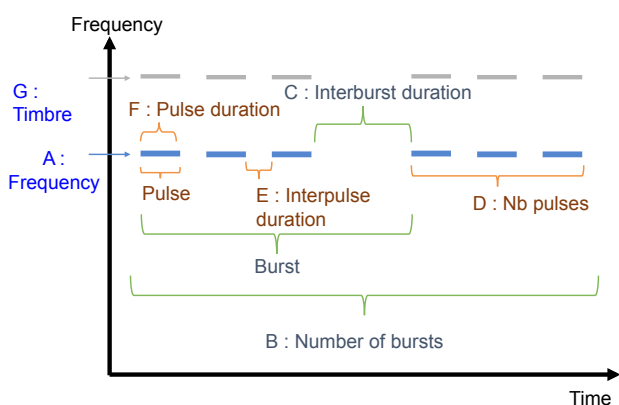 Frequency
G :
Timbre
C : Interburst duration
F : Pulse duration
A :
Frequency
Pulse
E : Interpulse
duration
D : Nb pulses
Burst
B : Number of bursts
Time